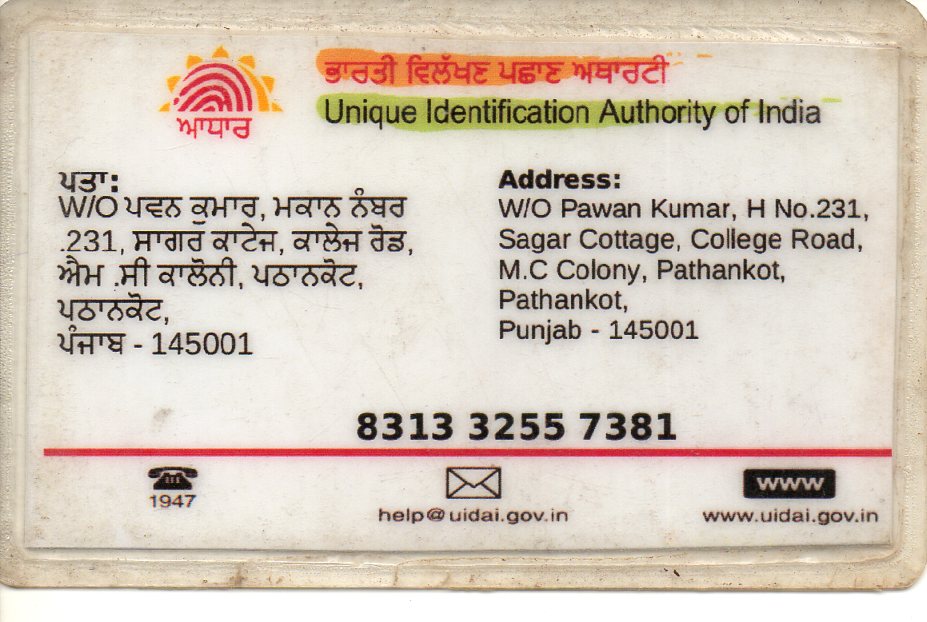 ਭਾਰਤੀ ਵਿਲੱਖਣ ਪਛਾਣ ਅਥਾਰਟੀ
Unique Identification Authority of India
ਆਧਾਰ
ਪਤਾ:
W/O ਪਵਨ ਕੁਮਾਰ, ਮਕਾਨ ਨੰਬਰ
.231, ਸਾਗਰ ਕਾਟੇਜ, ਕਾਲੇਜ ਰੋਡ,
ਐਮ .ਸੀ ਕਾਲੋਨੀ, ਪਠਾਨਕੋਟ,
ਪਠਾਨਕੋਟ,
ਪੰਜਾਬ - 145001
Address:
W/O Pawan Kumar, H No.231,
Sagar Cottage, College Road,
M.C Colony, Pathankot,
Pathankot,
Punjab - 145001
8313 3255 7381
1947
help@uidai.gov.in
www
www.uidai.gov.in